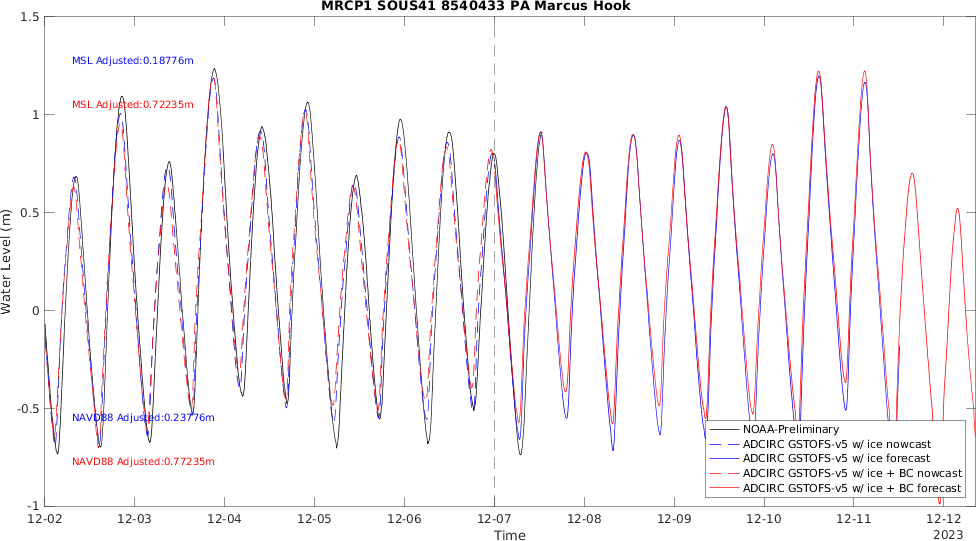 MRCP1 SOUS41 8540433 PA Marcus Hook
1.5
1
0.5
0
-0.5
-1
Water Level (m)
MSL Adjusted:0.18776m
MSL Adjusted:0.72235m
NAVD88 Adjusted:0.23776m
NAVD88 Adjusted:0.77235m
NOAA-Preliminary
ADCIRC GSTOFS-v5 w/ ice nowcast
ADCIRC GSTOFS-v5 w/ ice forecast
ADCIRC GSTOFS-v5 w/ ice + BC nowcast
ADCIRC GSTOFS-v5 w/ ice + BC forecast
12-02 12-03 12-04 12-05 12-06 12-07 12-08 12-09 12-10 12-11 12-12
Time
2023